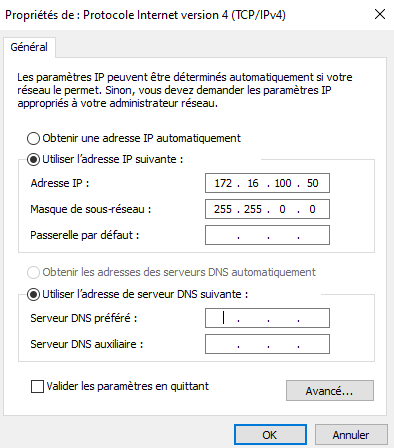 Propriétés de : Protocole Internet version 4 (TCP/IPv4)
Général
Les paramètres IP peuvent être déterminés automatiquement si votre
réseau le permet. Sinon, vous devez demander les paramètres IP
appropriés à votre administrateur réseau.
Obtenir une adresse IP automatiquement
Utiliser l'adresse IP suivante :
Adresse IP : 172 . 16 . 100 . 50
Masque de sous-réseau : 255 . 255 . 0 . 0
Passerelle par défaut : . . .
Obtenir les adresses des serveurs DNS automatiquement
Utiliser l'adresse de serveur DNS suivante :
Serveur DNS préféré : . . .
Serveur DNS auxiliaire : . . .
Valider les paramètres en quittant
Avancé...
OK Annuler